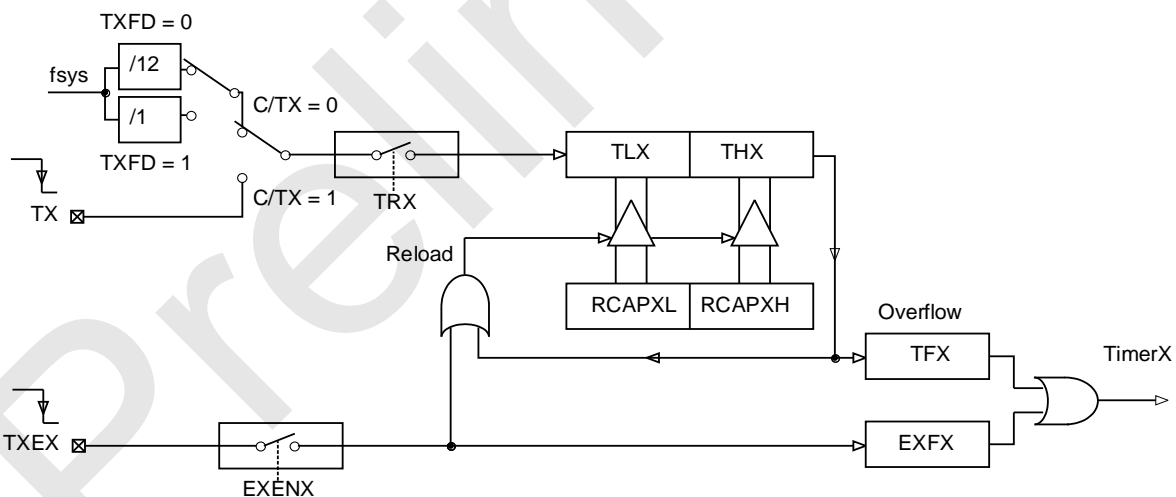 TXFD = 0
/12
fsys
C/TX = 0
/1
TXFD = 1
TLX THX
C/TX = 1
TRX
TX
Reload
RCAPXL RCAPXH
Overflow
TFX
TimerX
TXEX
EXFX
EXENX
Prelin